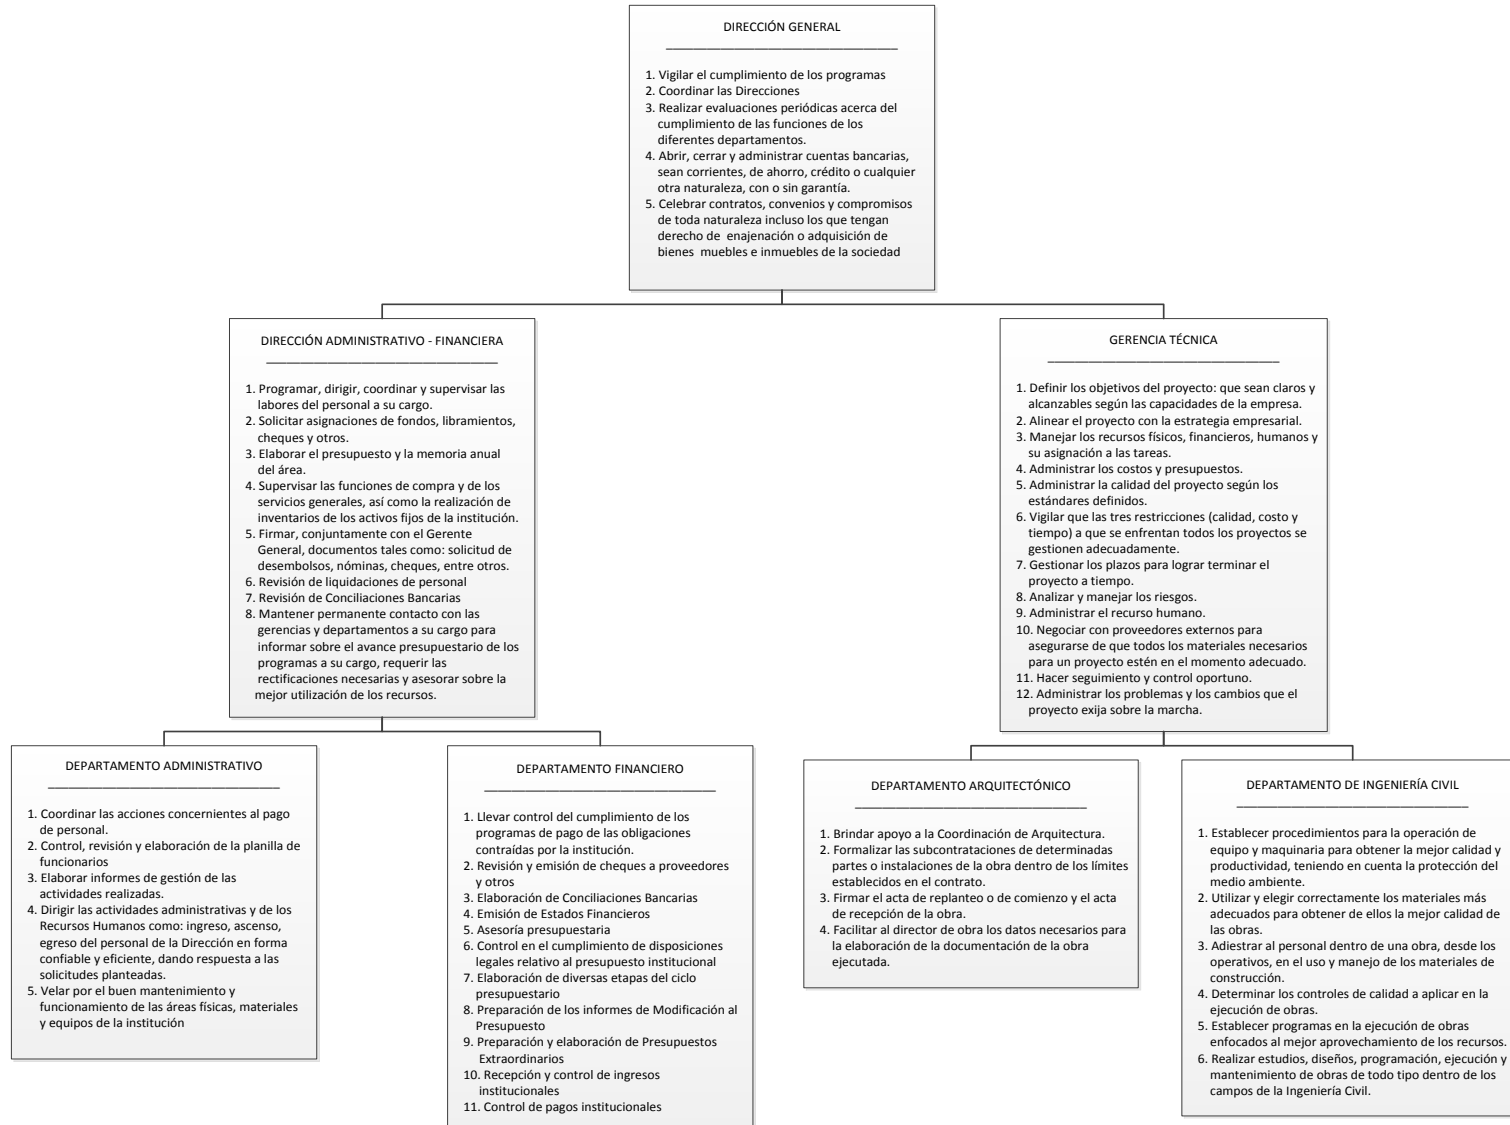 DIRECCIÓN GENERAL
1. Vigilar el cumplimiento de los programas
2. Coordinar las Direcciones
3. Realizar evaluaciones periódicas acerca del
cumplimiento de las funciones de los
diferentes departamentos.
4. Abrir, cerrar y administrar cuentas bancarias,
sean corrientes, de ahorro, crédito o cualquier
otra naturaleza, con o sin garantía.
5. Celebrar contratos, convenios y compromisos
de toda naturaleza incluso los que tengan
derecho de enajenación o adquisición de
bienes muebles e inmuebles de la sociedad
DIRECCIÓN ADMINISTRATIVO - FINANCIERA
1. Programar, dirigir, coordinar y supervisar las
labores del personal a su cargo.
2. Solicitar asignaciones de fondos, libramientos,
cheques y otros.
3. Elaborar el presupuesto y la memoria anual
del área.
4. Supervisar las funciones de compra y de los
servicios generales, así como la realización de
inventarios de los activos fijos de la institución.
5. Firmar, conjuntamente con el Gerente
General, documentos tales como: solicitud de
desembolsos, nóminas, cheques, entre otros.
6. Revisión de liquidaciones de personal
7. Revisión de Conciliaciones Bancarias
8. Mantener permanente contacto con las
gerencias y departamentos a su cargo para
informar sobre el avance presupuestario de los
programas a su cargo, requerir las
rectificaciones necesarias y asesorar sobre la
mejor utilización de los recursos.
GERENCIA TÉCNICA
1. Definir los objetivos del proyecto: que sean claros y
alcanzables según las capacidades de la empresa.
2. Alinear el proyecto con la estrategia empresarial.
3. Manejar los recursos físicos, financieros, humanos y
su asignación a las tareas.
4. Administrar los costos y presupuestos.
5. Administrar la calidad del proyecto según los
estándares definidos.
6. Vigilar que las tres restricciones (calidad, costo y
tiempo) a que se enfrentan todos los proyectos se
gestionen adecuadamente.
7. Gestionar los plazos para lograr terminar el
proyecto a tiempo.
8. Analizar y manejar los riesgos.
9. Administrar el recurso humano.
10. Negociar con proveedores externos para
asegurarse de que todos los materiales necesarios
para un proyecto estén en el momento adecuado.
11. Hacer seguimiento y control oportuno.
12. Administrar los problemas y los cambios que el
proyecto exija sobre la marcha.
DEPARTAMENTO ADMINISTRATIVO
1. Coordinar las acciones concernientes al pago
de personal.
2. Control, revisión y elaboración de la planilla de
funcionarios
3. Elaborar informes de gestión de las
actividades realizadas.
4. Dirigir las actividades administrativas y de los
Recursos Humanos como: ingreso, ascenso,
egreso del personal de la Dirección en forma
confiable y eficiente, dando respuesta a las
solicitudes planteadas.
5. Velar por el buen mantenimiento y
funcionamiento de las áreas físicas, materiales
y equipos de la institución
DEPARTAMENTO FINANCIERO
1. Llevar control del cumplimiento de los
programas de pago de las obligaciones
contraídas por la institución.
2. Revisión y emisión de cheques a proveedores
y otros
3. Elaboración de Conciliaciones Bancarias
4. Emisión de Estados Financieros
5. Asesoría presupuestaria
6. Control en el cumplimiento de disposiciones
legales relativo al presupuesto institucional
7. Elaboración de diversas etapas del ciclo
presupuestario
8. Preparación de los informes de Modificación al
Presupuesto
9. Preparación y elaboración de Presupuestos
Extraordinarios
10. Recepción y control de ingresos
institucionales
11. Control de pagos institucionales
DEPARTAMENTO ARQUITECTÓNICO
1. Brindar apoyo a la Coordinación de Arquitectura.
2. Formalizar las subcontrataciones de determinadas
partes o instalaciones de la obra dentro de los límites
establecidos en el contrato.
3. Firmar el acta de replanteo o de comienzo y el acta
de recepción de la obra.
4. Facilitar al director de obra los datos necesarios para
la elaboración de la documentación de la obra
ejecutada.
DEPARTAMENTO DE INGENIERÍA CIVIL
1. Establecer procedimientos para la operación de
equipo y maquinaria para obtener la mejor calidad y
productividad, teniendo en cuenta la protección del
medio ambiente.
2. Utilizar y elegir correctamente los materiales más
adecuados para obtener de ellos la mejor calidad de
las obras.
3. Adiestrar al personal dentro de una obra, desde los
operativos, en el uso y manejo de los materiales de
construcción.
4. Determinar los controles de calidad a aplicar en la
ejecución de obras.
5. Establecer programas en la ejecución de obras
enfocados al mejor aprovechamiento de los recursos.
6. Realizar estudios, diseños, programación, ejecución y
mantenimiento de obras de todo tipo dentro de los
campos de la Ingeniería Civil.